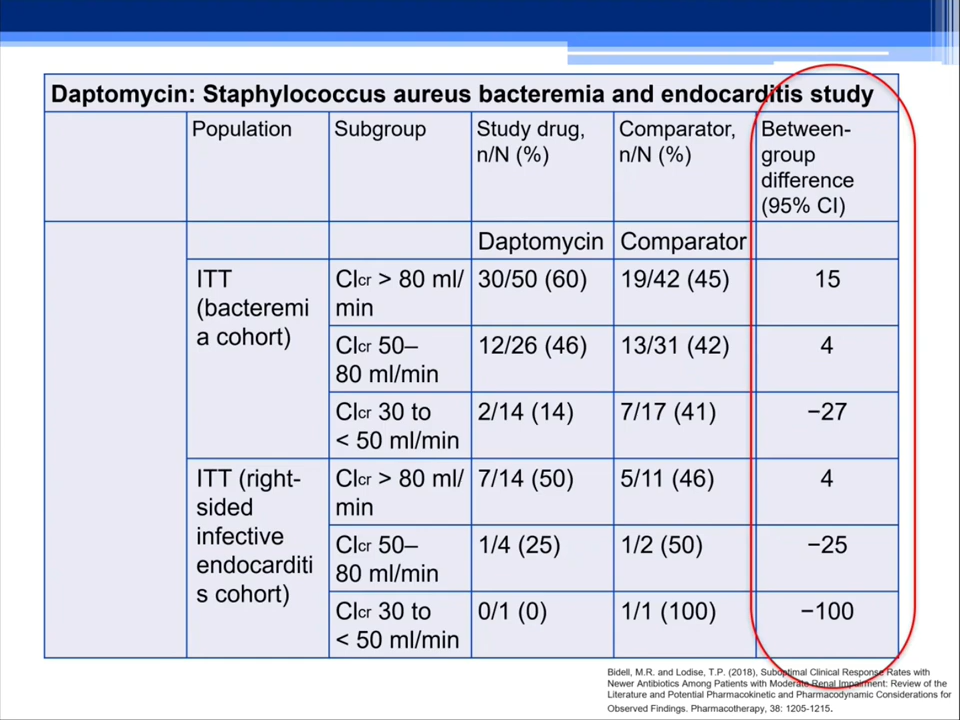 Daptomycin: Staphylococcus aureus bacteremia and endocarditis study
Population
Subgroup
Study drug,
n/N (%)
Comparator,
n/N (%)
Between-
group
difference
(95% CI)
Daptomycin
Comparator
ITT
(bacteremi
a cohort)
Clcr > 80 ml/
min
30/50 (60)
19/42 (45)
15
Clcr 50–
80 ml/min
12/26 (46)
13/31 (42)
4
Clcr 30 to
< 50 ml/min
2/14 (14)
7/17 (41)
−27
ITT (right-
sided
infective
endocarditi
s cohort)
Clcr > 80 ml/
min
7/14 (50)
5/11 (46)
4
Clcr 50–
80 ml/min
1/4 (25)
1/2 (50)
−25
Clcr 30 to
< 50 ml/min
0/1 (0)
1/1 (100)
−100
Bidell, M.R. and Lodise, T.P. (2018), Suboptimal Clinical Response Rates with
Newer Antibiotics Among Patients with Moderate Renal Impairment: Review of the
Literature and Potential Pharmacokinetic and Pharmacodynamic Considerations for
Observed Findings. Pharmacotherapy, 38: 1205-1215.